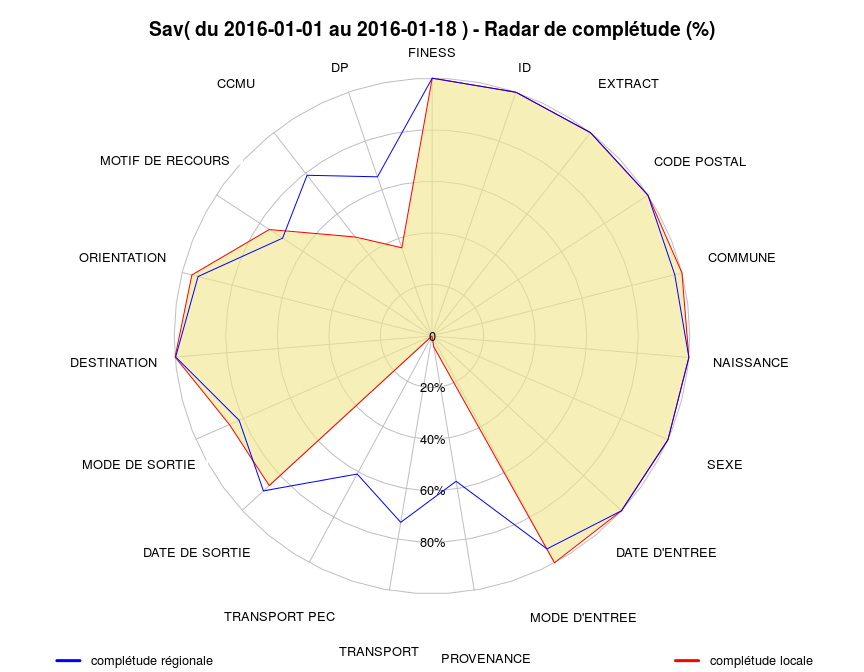 Sav( du 2016-01-01 au 2016-01-18 ) - Radar de complétude (%)
FINESS
DP
ID
CCMU
EXTRACT
MOTIF DE RECOURS
CODE POSTAL
ORIENTATION
COMMUNE
0
DESTINATION
NAISSANCE
20%
40%
MODE DE SORTIE
SEXE
60%
80%
DATE DE SORTIE
DATE D'ENTREE
TRANSPORT PEC
MODE D'ENTREE
TRANSPORT
PROVENANCE
complétude régionale
complétude locale